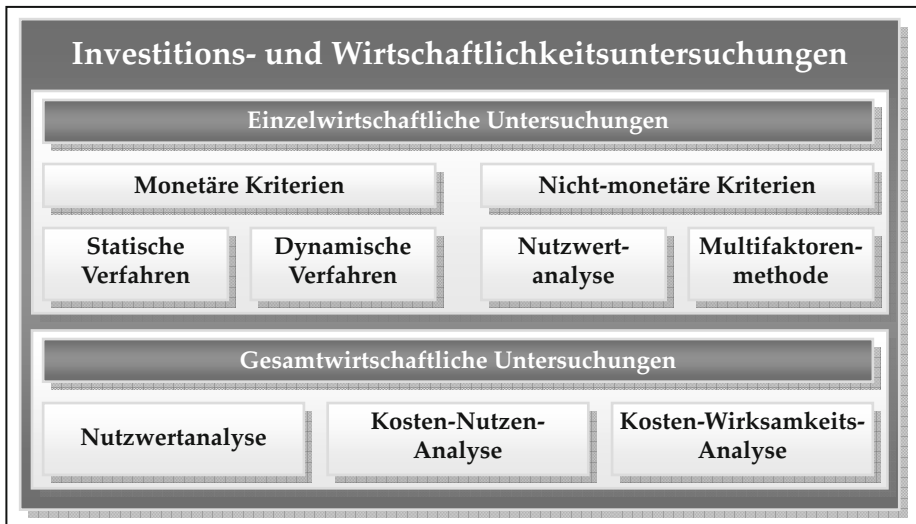 Investitions- und Wirtschaftlichkeitsuntersuchungen
Einzelwirtschaftliche Untersuchungen
Monetäre Kriterien
Nicht-monetäre Kriterien
Statische
Verfahren
Dynamische
Verfahren
Nutzwert-
analyse
Multifaktoren-
methode
Gesamtwirtschaftliche Untersuchungen
Nutzwertanalyse
Kosten-Nutzen-
Analyse
Kosten-Wirksamkeits-
Analyse